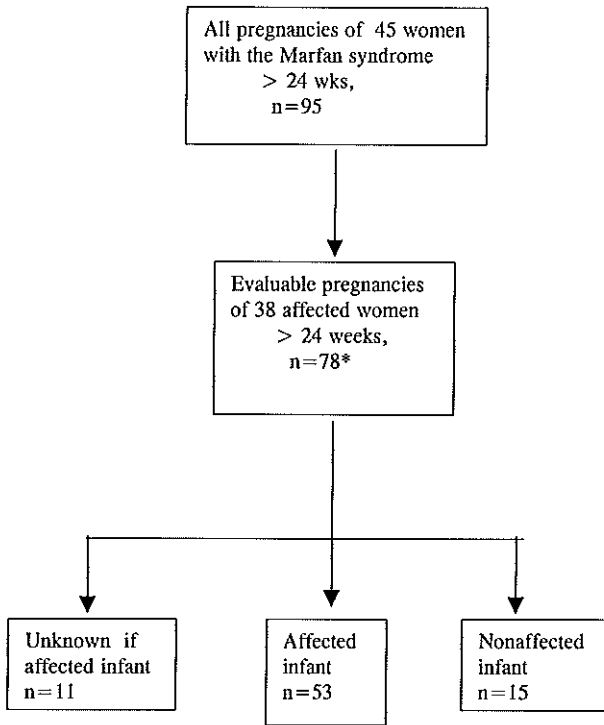 All pregnancies of 45 women
with the Marfan syndrome
> 24 wks,
n=95
Evaluable pregnancies
of 38 affected women
> 24 weeks,
n=78*
Unknown if
affected infant
n=11
Affected
infant
n=53
Nonaffected
infant
n=15